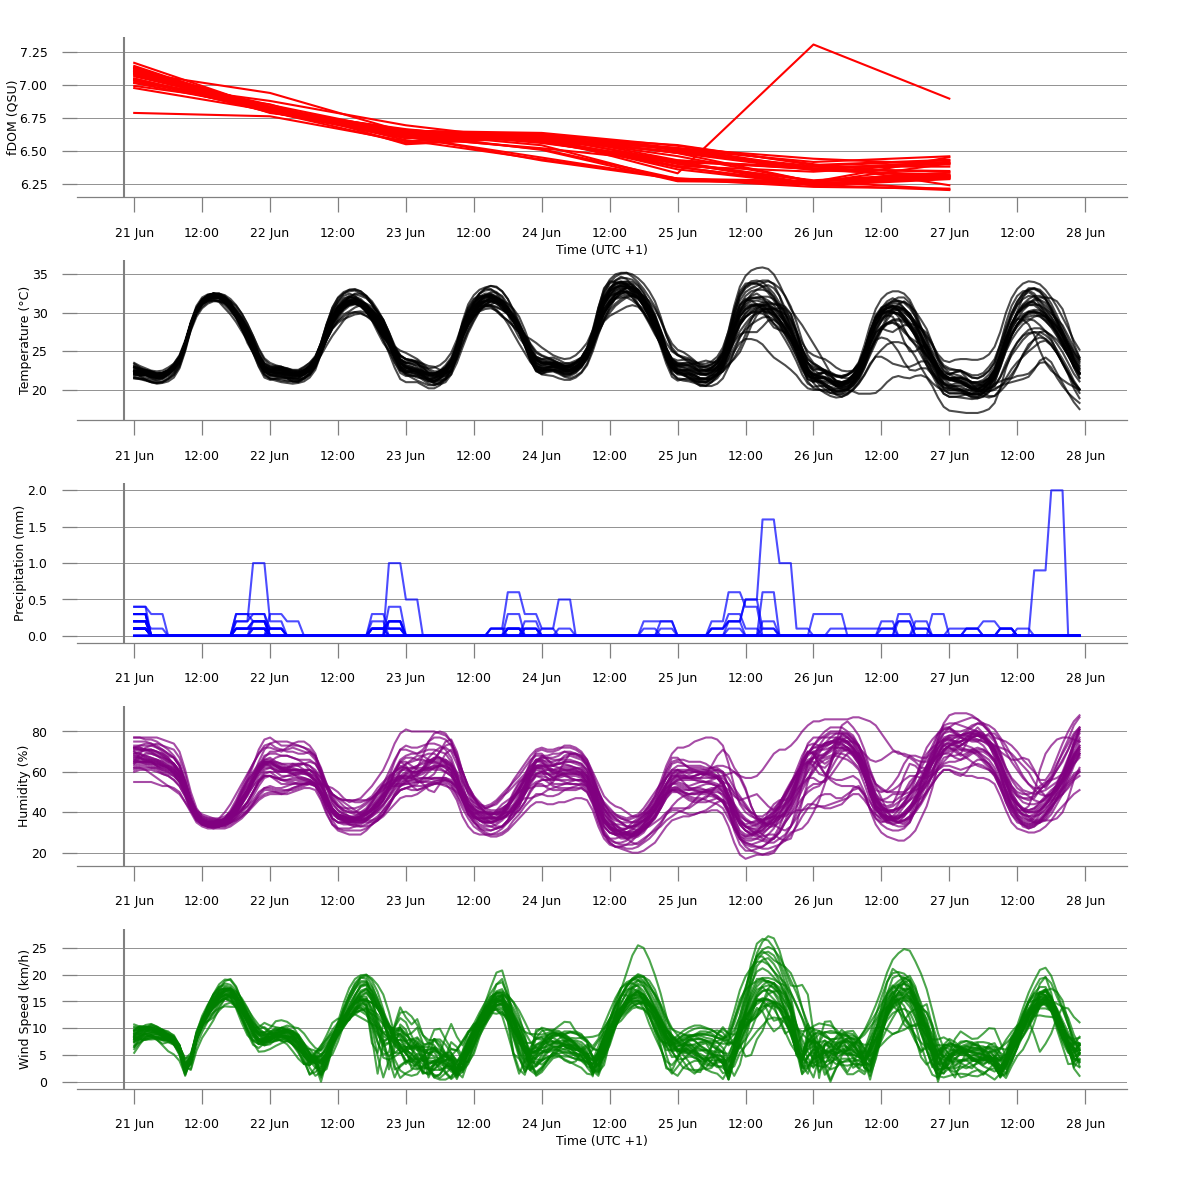 7.25
7.00
6.75
6.50
6.25
fDOM (QSU)
21 Jun 12:00 22 Jun 12:00 23 Jun 12:00 24 Jun 12:00 25 Jun 12:00 26 Jun 12:00 27 Jun 12:00 28 Jun
Time (UTC +1)
35
30
25
20
Temperature (°C)
21 Jun 12:00 22 Jun 12:00 23 Jun 12:00 24 Jun 12:00 25 Jun 12:00 26 Jun 12:00 27 Jun 12:00 28 Jun
2.0
1.5
1.0
0.5
0.0
Precipitation (mm)
21 Jun 12:00 22 Jun 12:00 23 Jun 12:00 24 Jun 12:00 25 Jun 12:00 26 Jun 12:00 27 Jun 12:00 28 Jun
80
60
40
20
Humidity (%)
21 Jun 12:00 22 Jun 12:00 23 Jun 12:00 24 Jun 12:00 25 Jun 12:00 26 Jun 12:00 27 Jun 12:00 28 Jun
25
20
15
10
5
0
Wind Speed (km/h)
21 Jun 12:00 22 Jun 12:00 23 Jun 12:00 24 Jun 12:00 25 Jun 12:00 26 Jun 12:00 27 Jun 12:00 28 Jun
Time (UTC +1)